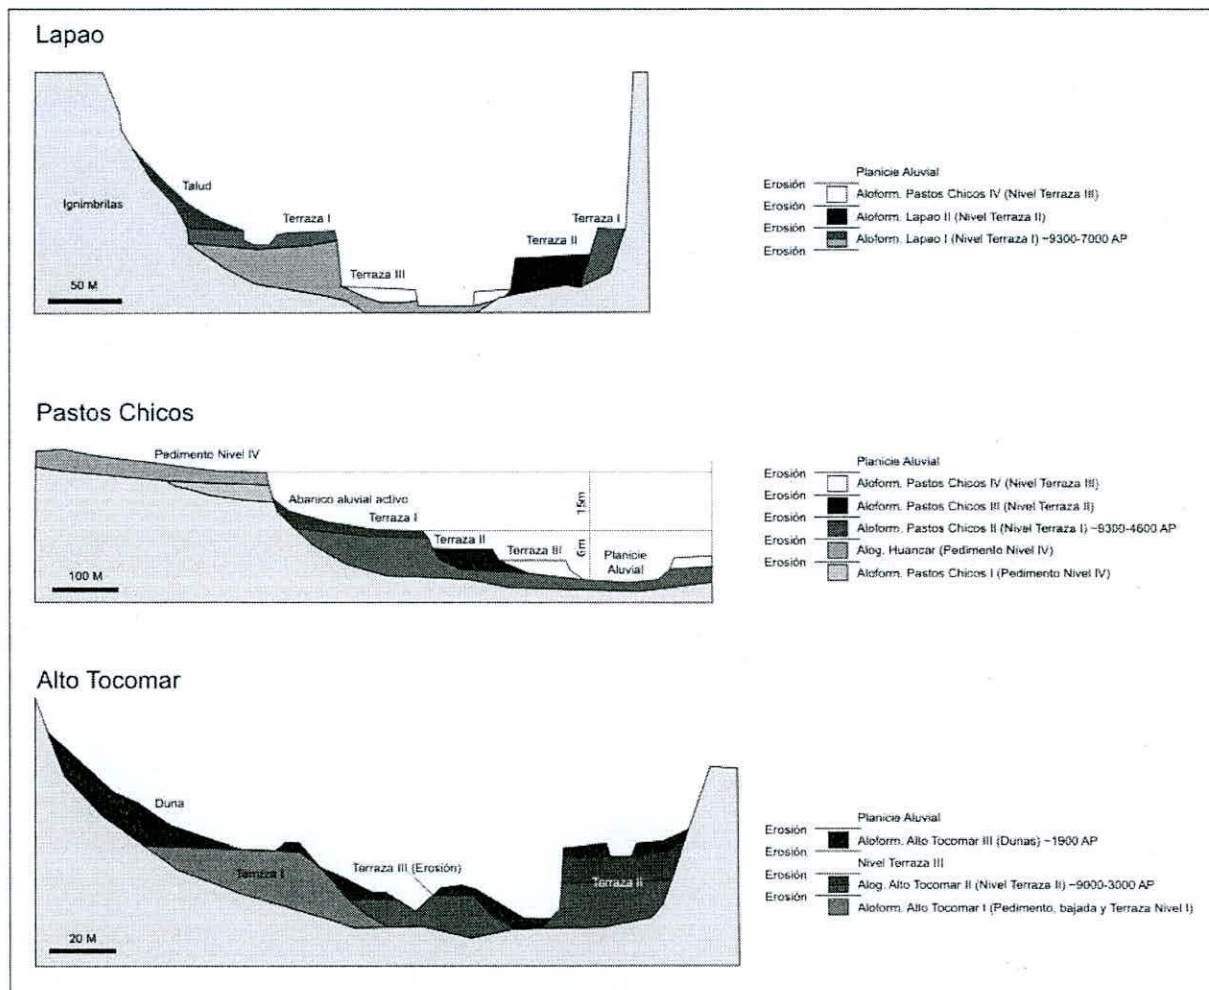 Lapao
Talud
Ignimbritas
Terraza I
Terraza I
Terraza II
Terraza III
50 M
Planicie Aluvial
Erosión
Aloform. Pastos Chicos IV (Nivel Terraza III)
Erosión
Aloform. Lapao II (Nivel Terraza II)
Erosión
Aloform. Lapao I (Nivel Terraza I) ~9300-7000 AP
Erosión
Pastos Chicos
Pedimento Nivel IV
Abanico aluvial activo
Terraza I
Terraza II
Terraza III
Planicie
Aluvial
15m
6m
100 M
Planicie Aluvial
Erosión
Aloform. Pastos Chicos IV (Nivel Terraza III)
Erosión
Aloform. Pastos Chicos III (Nivel Terraza II)
Erosión
Aloform. Pastos Chicos II (Nivel Terraza I) ~9300-4600 AP
Erosión
Alog. Huancar (Pedimento Nivel IV)
Erosión
Aloform. Pastos Chicos I (Pedimento Nivel IV)
Alto Tocomar
Duna
Terraza I
Terraza III (Erosión)
Terraza II
20 M
Planicie Aluvial
Erosión
Aloform. Alto Tocomar III (Dunas) ~1900 AP
Erosión
Nivel Terraza III
Erosión
Alog. Alto Tocomar II (Nivel Terraza II) ~9000-3000 AP
Erosión
Aloform. Alto Tocomar I (Pedimento, bajada y Terraza Nivel I)